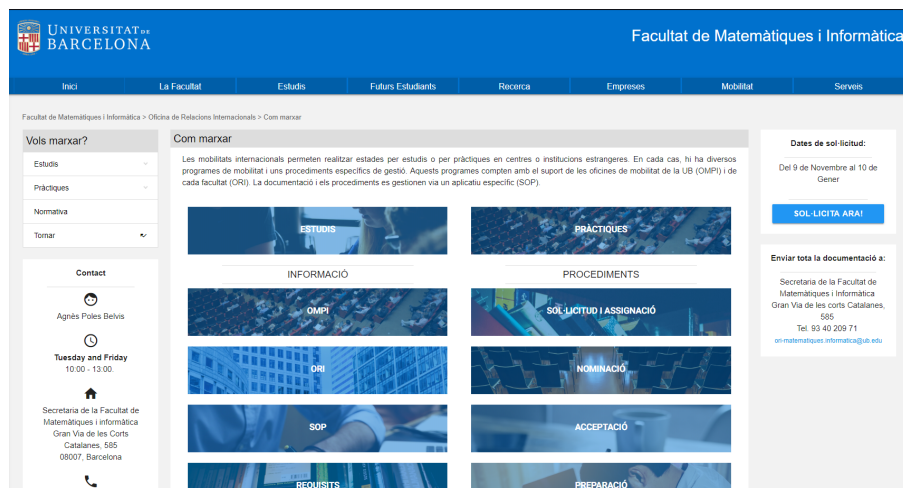 UNIVERSITAT DE
BARCELONA
Facultat de Matemàtiques i Informàtica
Inici
La Facultat
Estudis
Futurs Estudiants
Recerca
Empreses
Mobilitat
Serveis
Facultat de Matemàtiques i Informàtica > Oficina de Relacions Internacionals > Com marxar
Vols marxar?
Estudis
Pràctiques
Normativa
Tornar
Contact
Agnès Poles Belvis
Tuesday and Friday
10:00 - 13:00.
Secretaria de la Facultat de
Matemàtiques i informàtica
Gran Via de les Corts
Catalanes, 585
08007, Barcelona
Com marxar
Les mobilitats internacionals permeten realitzar estades per estudis o per pràctiques en centres o institucions estrangeres. En cada cas, hi ha diversos
programes de mobilitat i uns procediments específics de gestió. Aquests programes compten amb el suport de les oficines de mobilitat de la UB (OMPI) i de
cada facultat (ORI). La documentació i els procediments es gestionen via un aplicatiu específic (SOP).
ESTUDIS
PRÀCTIQUES
INFORMACIÓ
PROCEDIMENTS
OMPI
SOL·LICITUD I ASSIGNACIÓ
ORI
NOMINACIÓ
SOP
ACCEPTACIÓ
REQUISITS
PREPARACIÓ
Dates de sol·licitud:
Del 9 de Novembre al 10 de
Gener
SOL·LICITA ARA!
Enviar tota la documentació a:
Secretaria de la Facultat de
Matemàtiques i Informàtica
Gran Via de les corts Catalanes,
585
Tel. 93 40 209 71
ori-matematiques.informatica@ub.edu